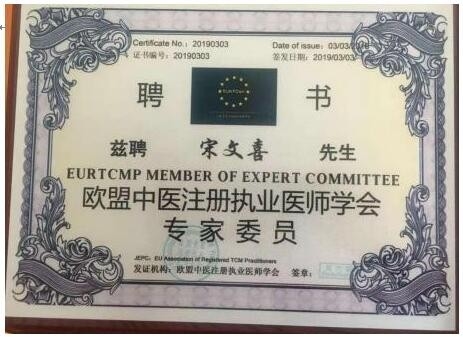 Certificate No.: 20190303
Date of issue: 03/03/
证书编号: 20190303
签发日期: 2019/03/03
聘 书
EURTCMP
兹聘 宋文喜 先生
EURTCMP MEMBER OF EXPERT COMMITTEE
欧盟中医注册执业医师学会
专家委员
JEPC: EU Association of Registered TCM Practitioners
发证机构: 欧盟中医注册执业医师学会 签章: